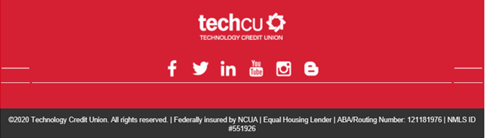 techcu
TECHNOLOGY CREDIT UNION
You
Tube
©2020 Technology Credit Union. All rights reserved. | Federally insured by NCUA | Equal Housing Lender | ABA/Routing Number: 121181976 | NMLS ID
#551926